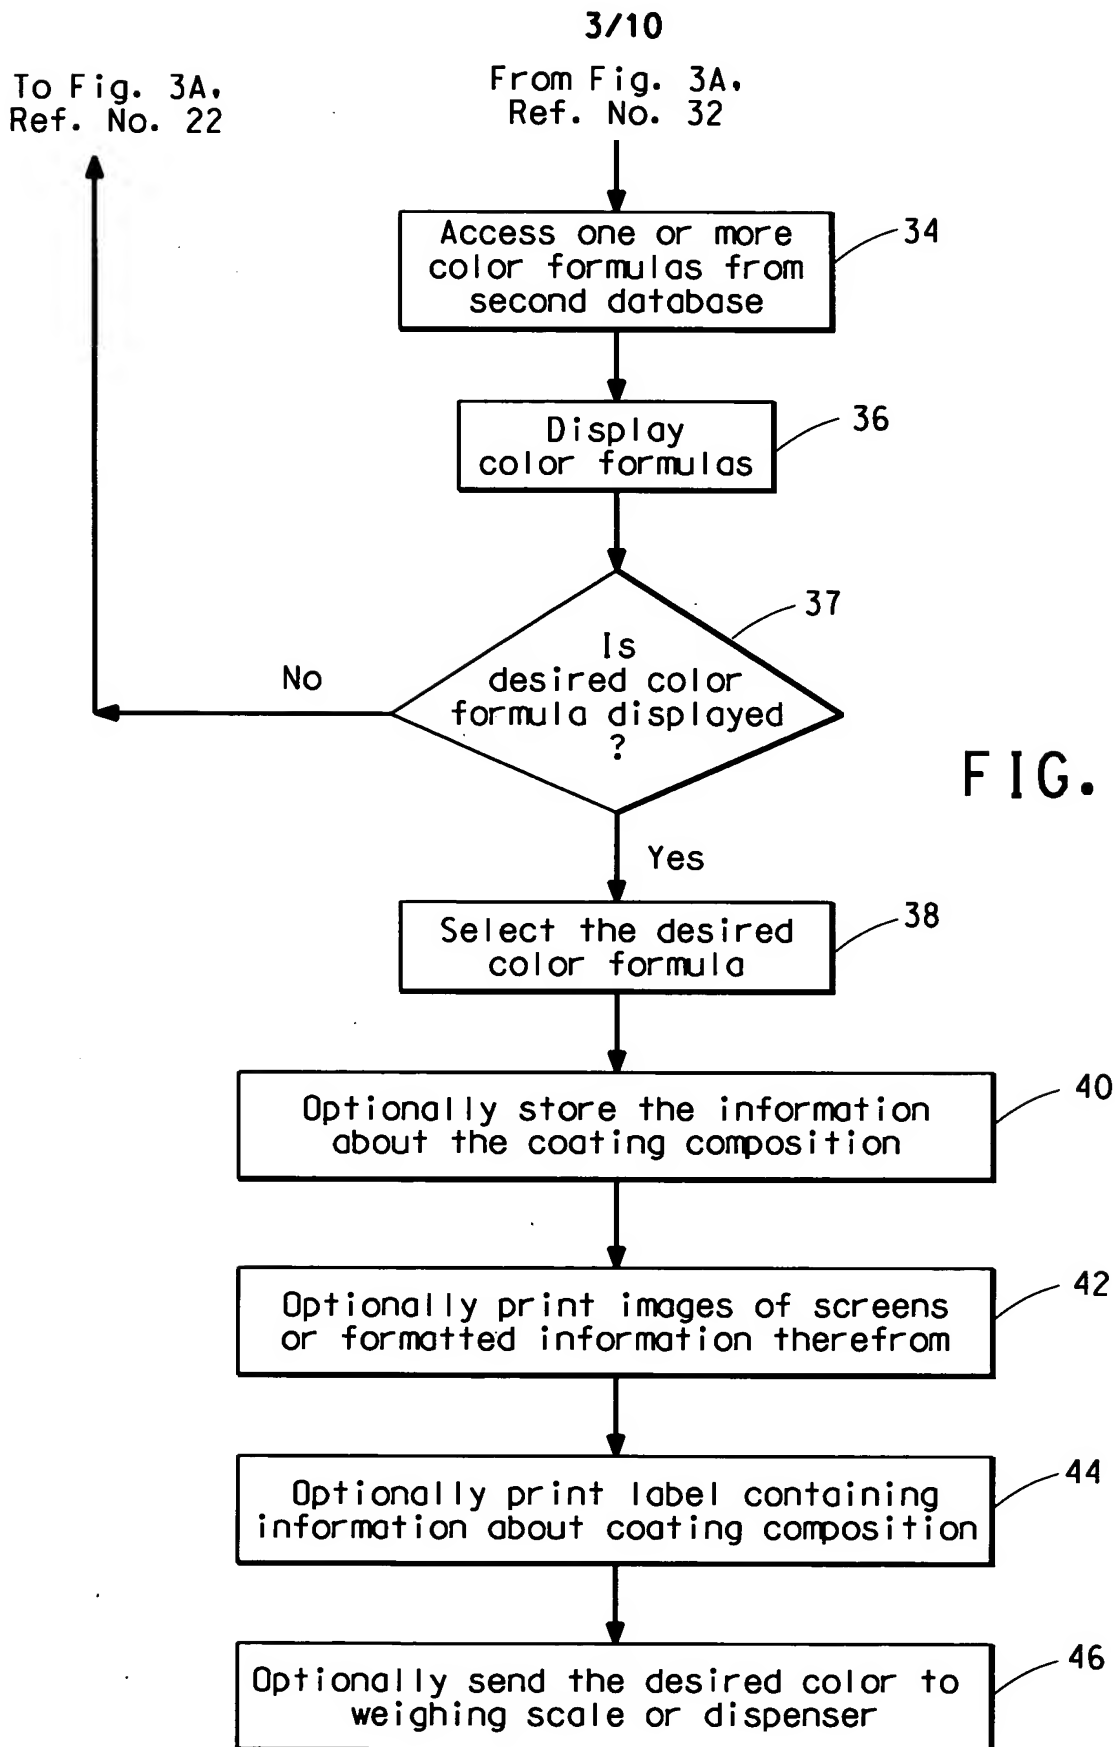 3/10
To Fig. 3A,
Ref. No. 22
From Fig. 3A,
Ref. No. 32
Access one or more
color formulas from
second database
34
Display
color formulas
36
Is
desired color
formula displayed
?
37
No
FIG.
Yes
Select the desired
color formula
38
Optionally store the information
about the coating composition
40
Optionally print images of screens
or formatted information therefrom
42
Optionally print label containing
information about coating composition
44
Optionally send the desired color to
weighing scale or dispenser
46